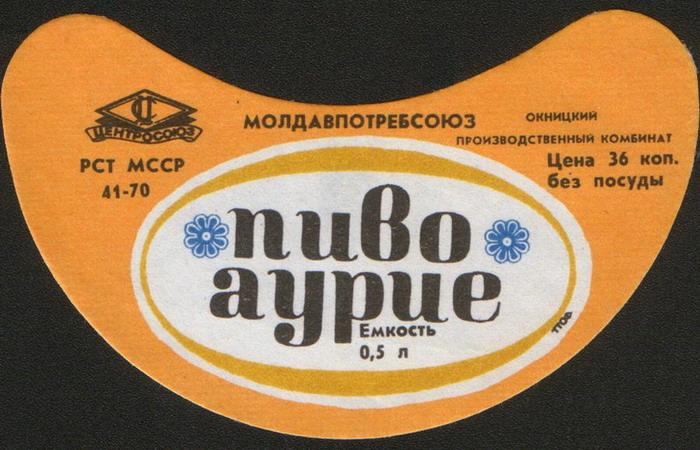 ЦЕНТРОСОЮЗ
РСТ МССР
41-70
МОЛДАВПОТРЕБСОЮЗ
ОКНИЦКИЙ
ПРОИЗВОДСТВЕННЫЙ КОМБИНАТ
Цена 36 коп.
без посуды
пиво
аурие
Емкость
0,5 л